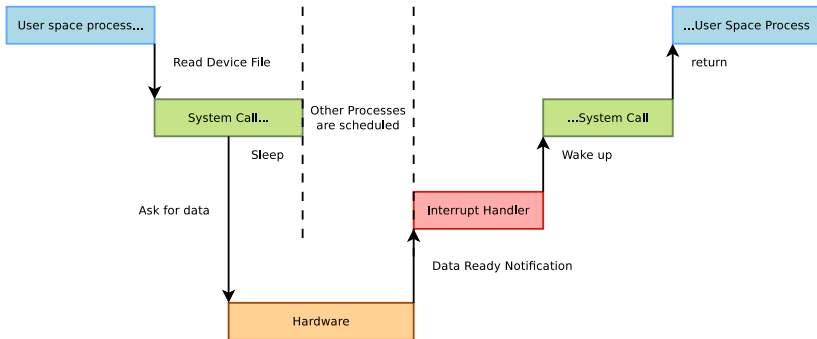 User space process...
...User Space Process
Read Device File
return
System Call...
Other Processes
are scheduled
...System Call
Sleep
Wake up
Ask for data
Interrupt Handler
Data Ready Notification
Hardware